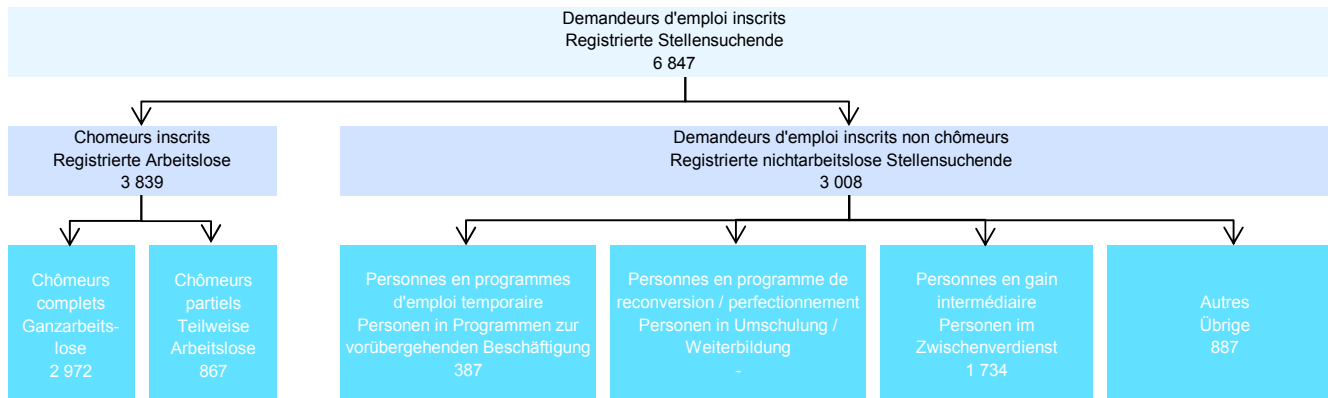 Demandeurs d'emploi inscrits
Registrierte Stellensuchende
6 847
Chomeurs inscrits
Registrierte Arbeitslose
3 839
Demandeurs d'emploi inscrits non chômeurs
Registrierte nichtarbeitslose Stellensuchende
3 008
Chômeurs
complets
Ganzarbeits-
lose
2 972
Chômeurs
partiels
Teilweise
Arbeitslose
867
Personnes en programmes
d'emploi temporaire
Personen in Programmen zur
vorübergehenden Beschäftigung
387
Personnes en programme de
reconversion / perfectionnement
Personen in Umschulung /
Weiterbildung
-
Personnes en gain
intermédiaire
Personen im
Zwischenverdienst
1 734
Autres
Übrige
887